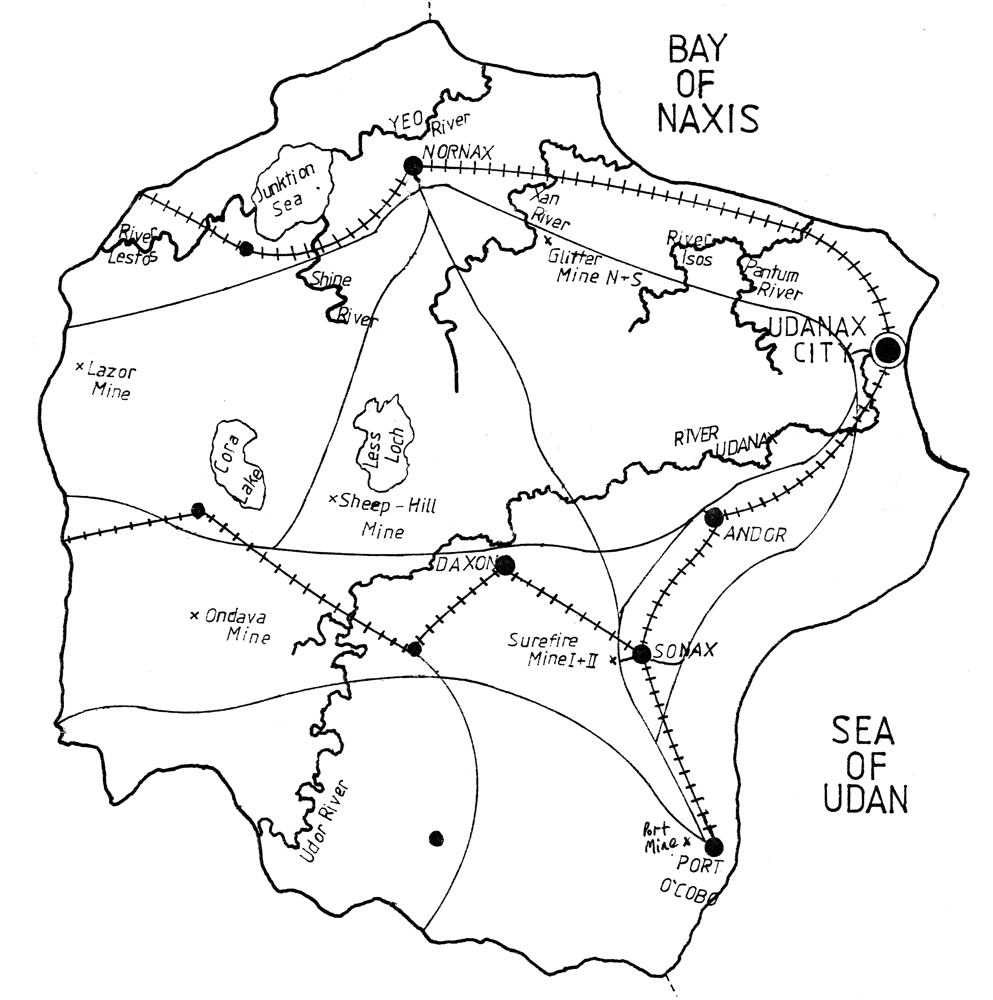 BAY
OF
NAXIS
YEO
River
NORNAX
Junktion
Sea
Xan
River
River
Lestos
River
Isos
Glitter
Mine N+S
Pantum
River
Shine
River
UDANAX
CITY
x Lazor
Mine
Cora
Lake
Less
Loch
RIVER
UDANAX
x Sheep-Hill
Mine
ANDOR
DAXON
x Ondava
Mine
Surefire
Mine I+II x
SONAX
SEA
OF
UDAN
Udor River
Port
Mine x
PORT
O'COBO